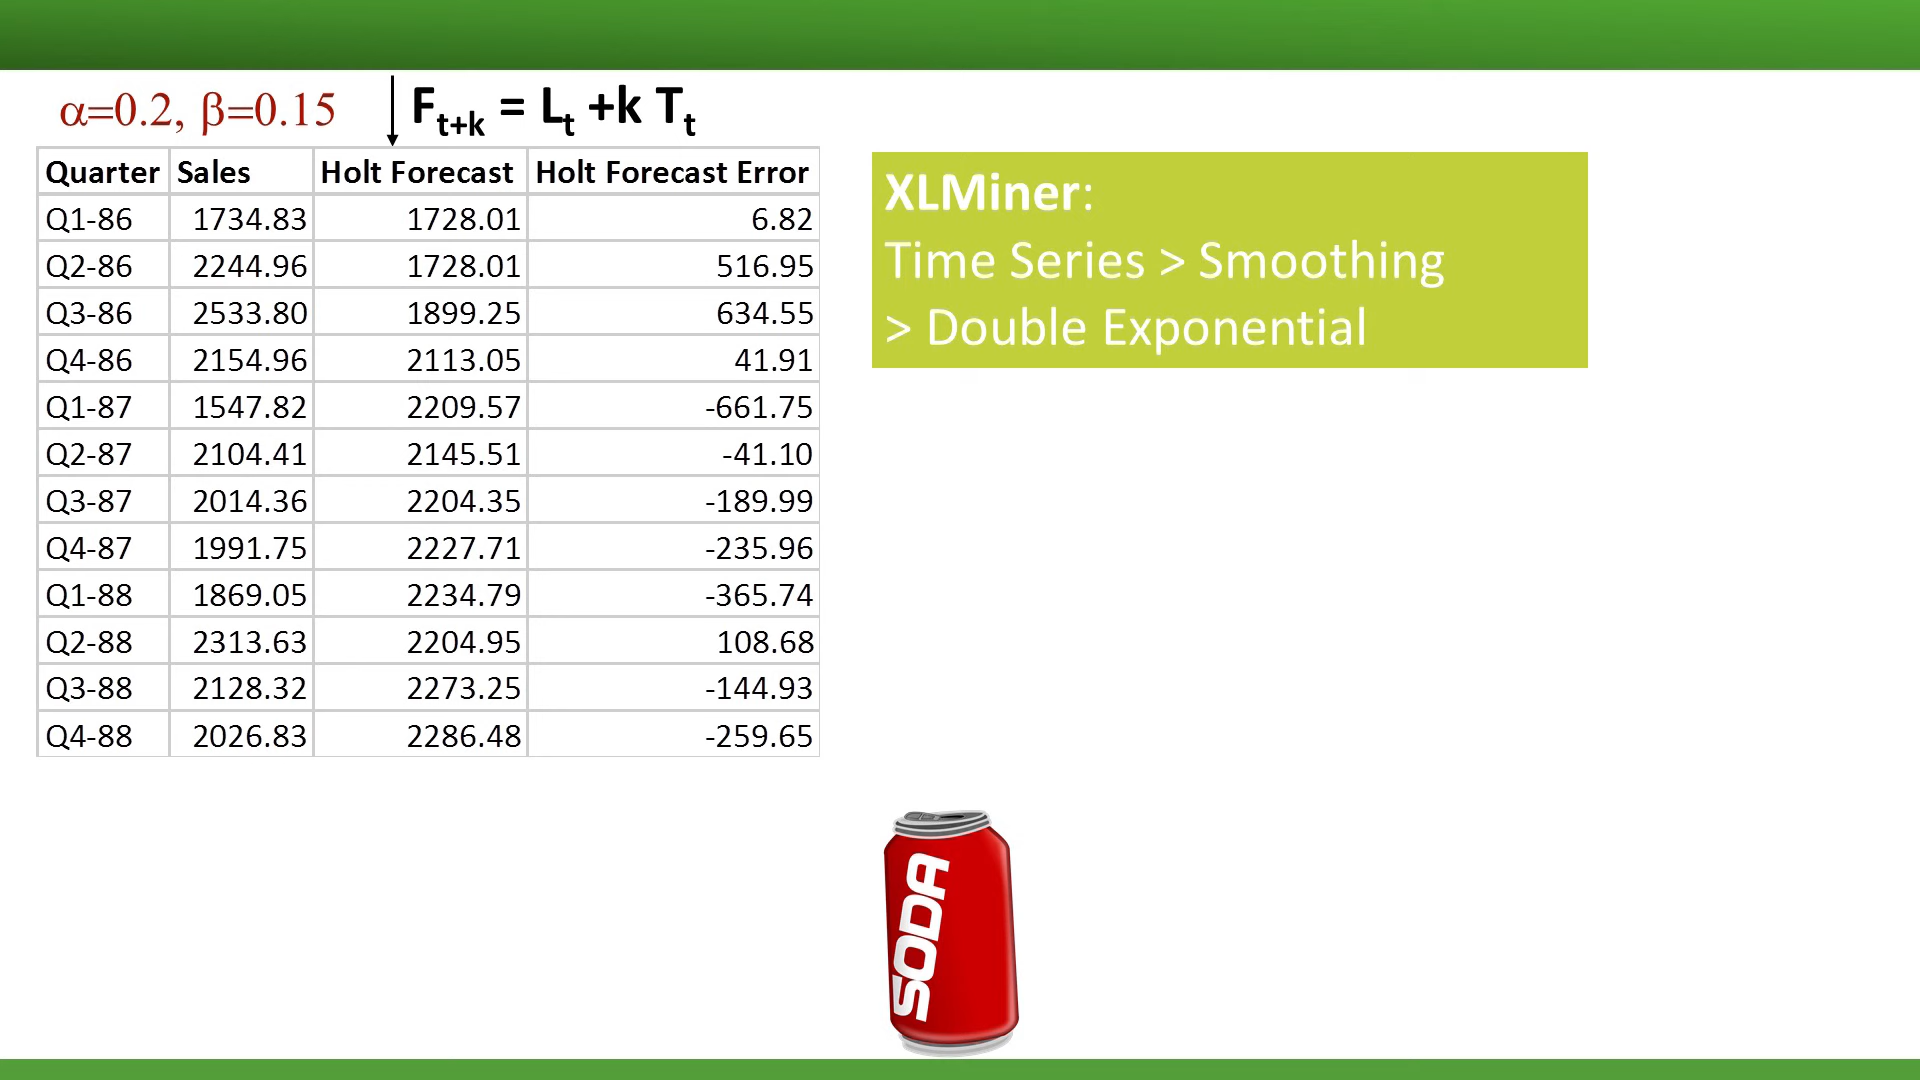 α=0.2, β=0.15
Ft+k = Lt +k Tt
Quarter Sales Holt Forecast Holt Forecast Error
Q1-86 1734.83 1728.01 6.82
Q2-86 2244.96 1728.01 516.95
Q3-86 2533.80 1899.25 634.55
Q4-86 2154.96 2113.05 41.91
Q1-87 1547.82 2209.57 -661.75
Q2-87 2104.41 2145.51 -41.10
Q3-87 2014.36 2204.35 -189.99
Q4-87 1991.75 2227.71 -235.96
Q1-88 1869.05 2234.79 -365.74
Q2-88 2313.63 2204.95 108.68
Q3-88 2128.32 2273.25 -144.93
Q4-88 2026.83 2286.48 -259.65
XLMiner:
Time Series > Smoothing
> Double Exponential
SODA